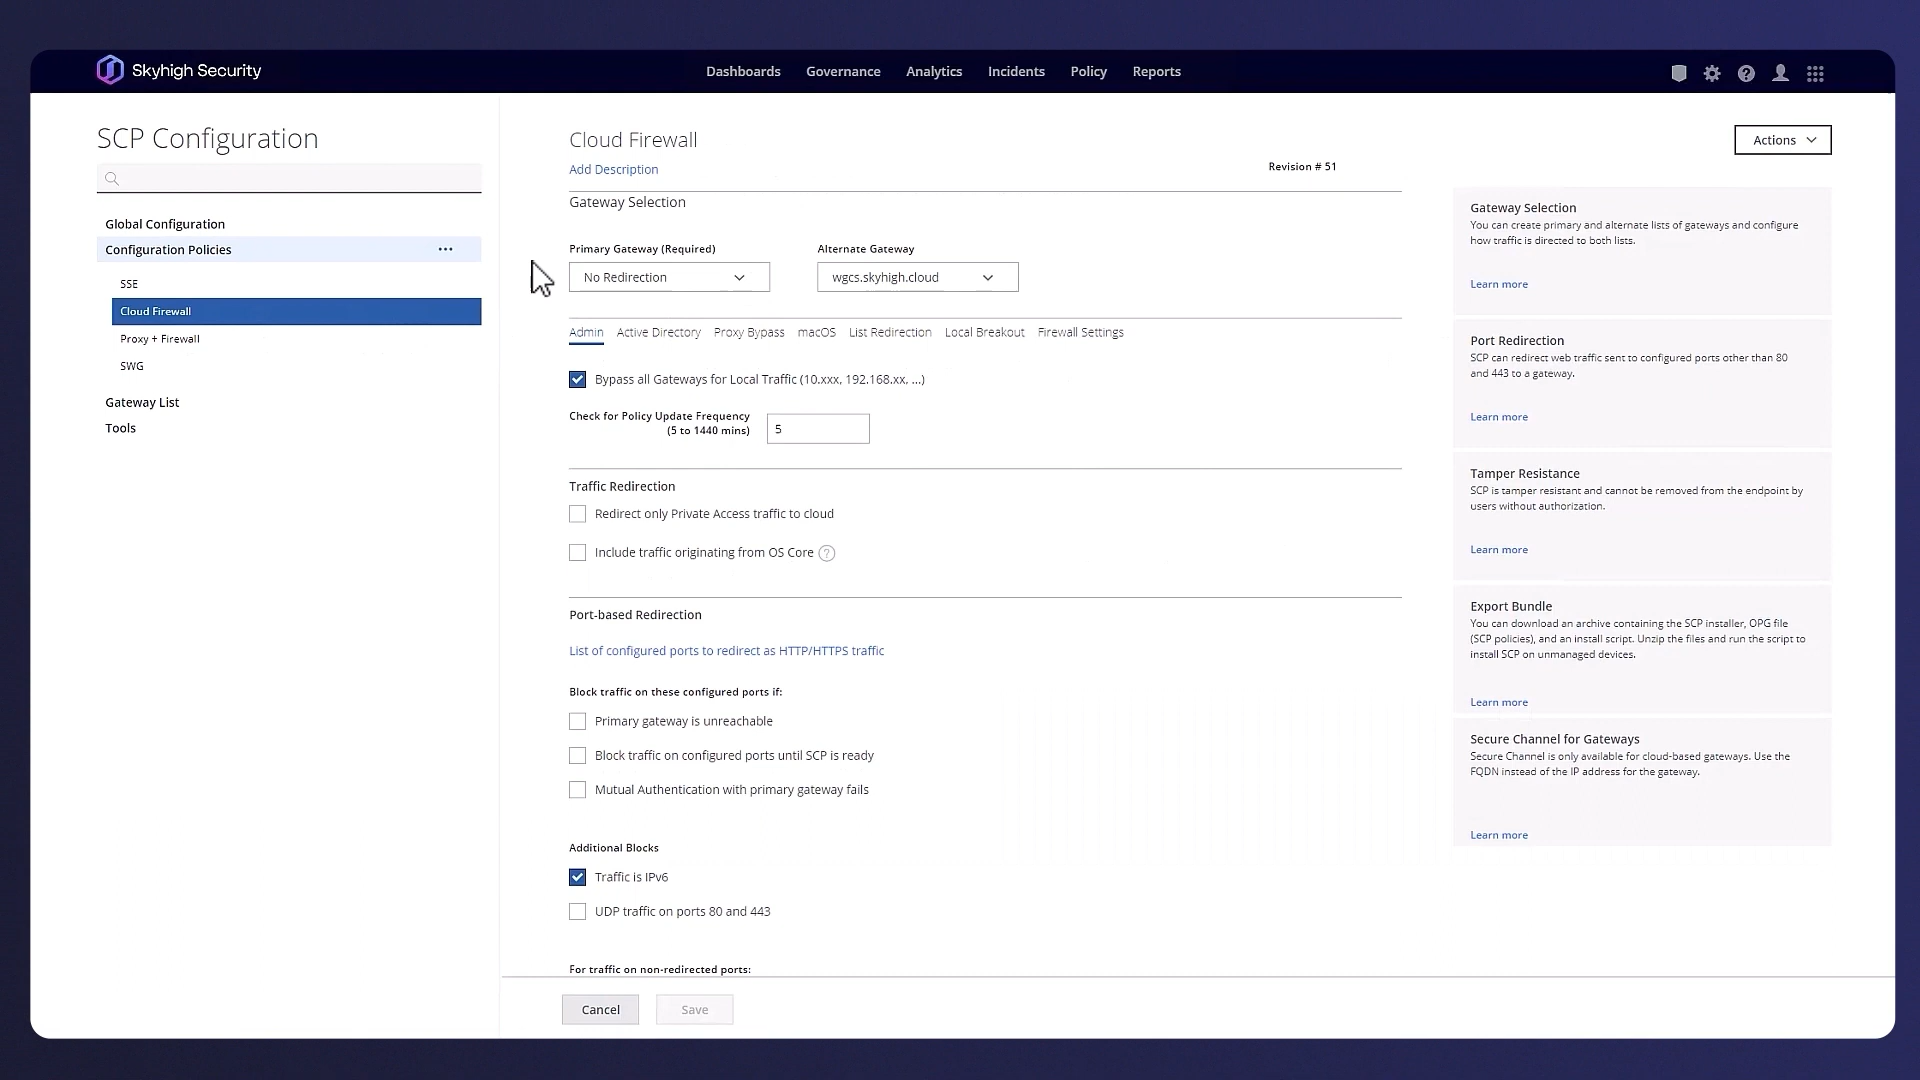 Skyhigh Security
Dashboards
Governance
Analytics
Incidents
Policy
Reports
SCP Configuration
Global Configuration
Configuration Policies
...
SSE
Cloud Firewall
Proxy + Firewall
SWG
Gateway List
Tools
Cloud Firewall
Add Description
Revision # 51
Actions
Gateway Selection
Primary Gateway (Required)
Alternate Gateway
No Redirection
wgcs.skyhigh.cloud
Admin
Active Directory
Proxy Bypass
macOS
List Redirection
Local Breakout
Firewall Settings
Bypass all Gateways for Local Traffic (10.xxx, 192.168.xx, ...)
Check for Policy Update Frequency
(5 to 1440 mins)
5
Traffic Redirection
Redirect only Private Access traffic to cloud
Include traffic originating from OS Core ?
Port-based Redirection
List of configured ports to redirect as HTTP/HTTPS traffic
Block traffic on these configured ports if:
Primary gateway is unreachable
Block traffic on configured ports until SCP is ready
Mutual Authentication with primary gateway fails
Additional Blocks
Traffic is IPv6
UDP traffic on ports 80 and 443
For traffic on non-redirected ports:
Cancel
Save
Gateway Selection
You can create primary and alternate lists of gateways and configure
how traffic is directed to both lists.
Learn more
Port Redirection
SCP can redirect web traffic sent to configured ports other than 80
and 443 to a gateway.
Learn more
Tamper Resistance
SCP is tamper resistant and cannot be removed from the endpoint by
users without authorization.
Learn more
Export Bundle
You can download an archive containing the SCP installer, OPG file
(SCP policies), and an install script. Unzip the files and run the script to
install SCP on unmanaged devices.
Learn more
Secure Channel for Gateways
Secure Channel is only available for cloud-based gateways. Use the
FQDN instead of the IP address for the gateway.
Learn more